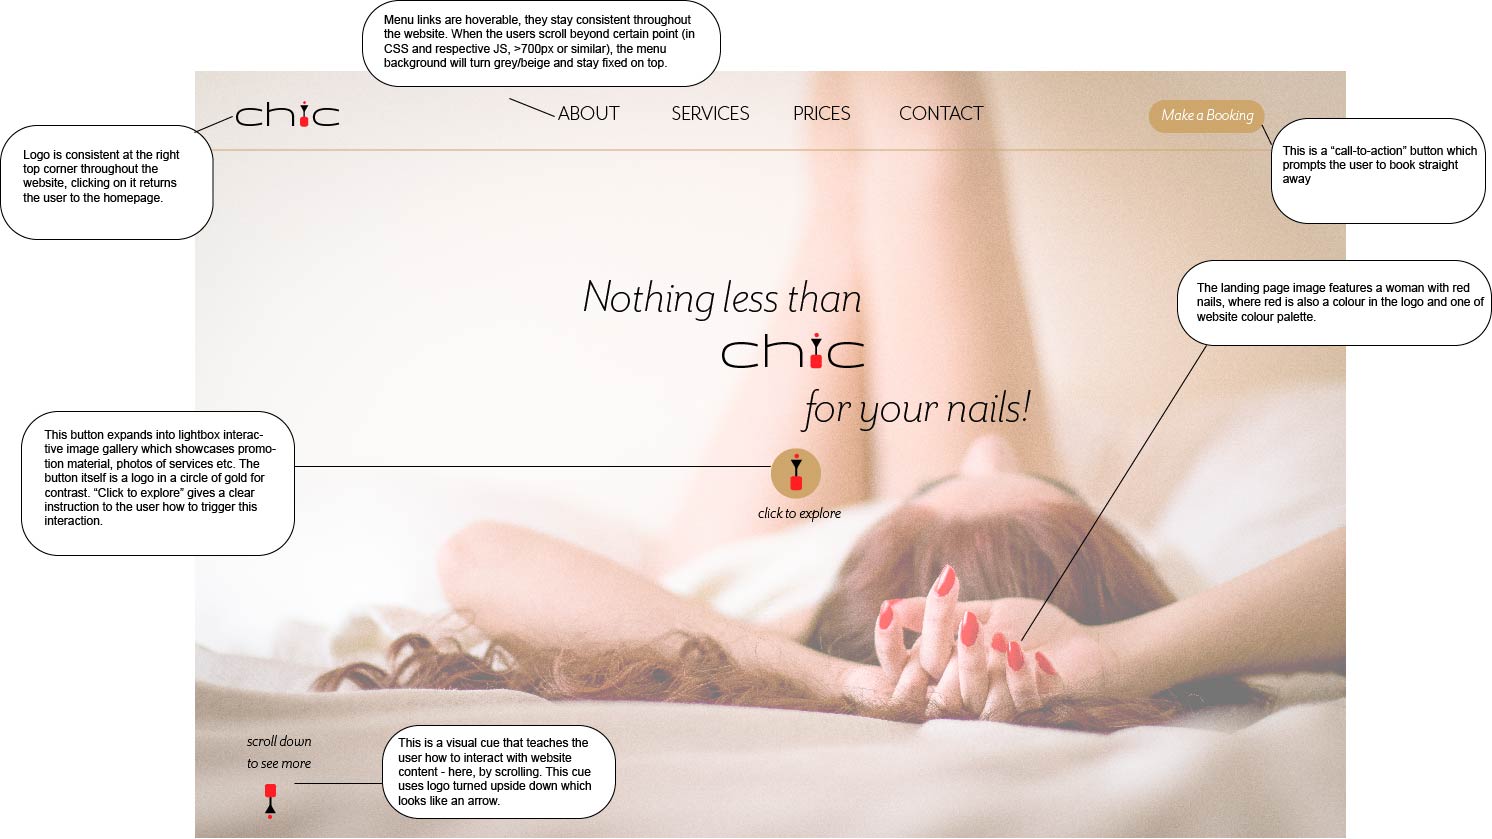 Menu links are hoverable, they stay consistent throughout
the website. When the users scroll beyond certain point (in
CSS and respective JS, >700px or similar), the menu
background will turn grey/beige and stay fixed on top.
chic
ABOUT SERVICES PRICES CONTACT
Make a Booking
Logo is consistent at the right
top corner throughout the
website, clicking on it returns
the user to the homepage.
This is a “call-to-action” button which
prompts the user to book straight
away
Nothing less than
chic
for your nails!
The landing page image features a woman with red
nails, where red is also a colour in the logo and one of
website colour palette.
This button expands into lightbox interac-
tive image gallery which showcases promo-
tion material, photos of services etc. The
button itself is a logo in a circle of gold for
contrast. “Click to explore” gives a clear
instruction to the user how to trigger this
interaction.
click to explore
scroll down
to see more
This is a visual cue that teaches the
user how to interact with website
content - here, by scrolling. This cue
uses logo turned upside down which
looks like an arrow.